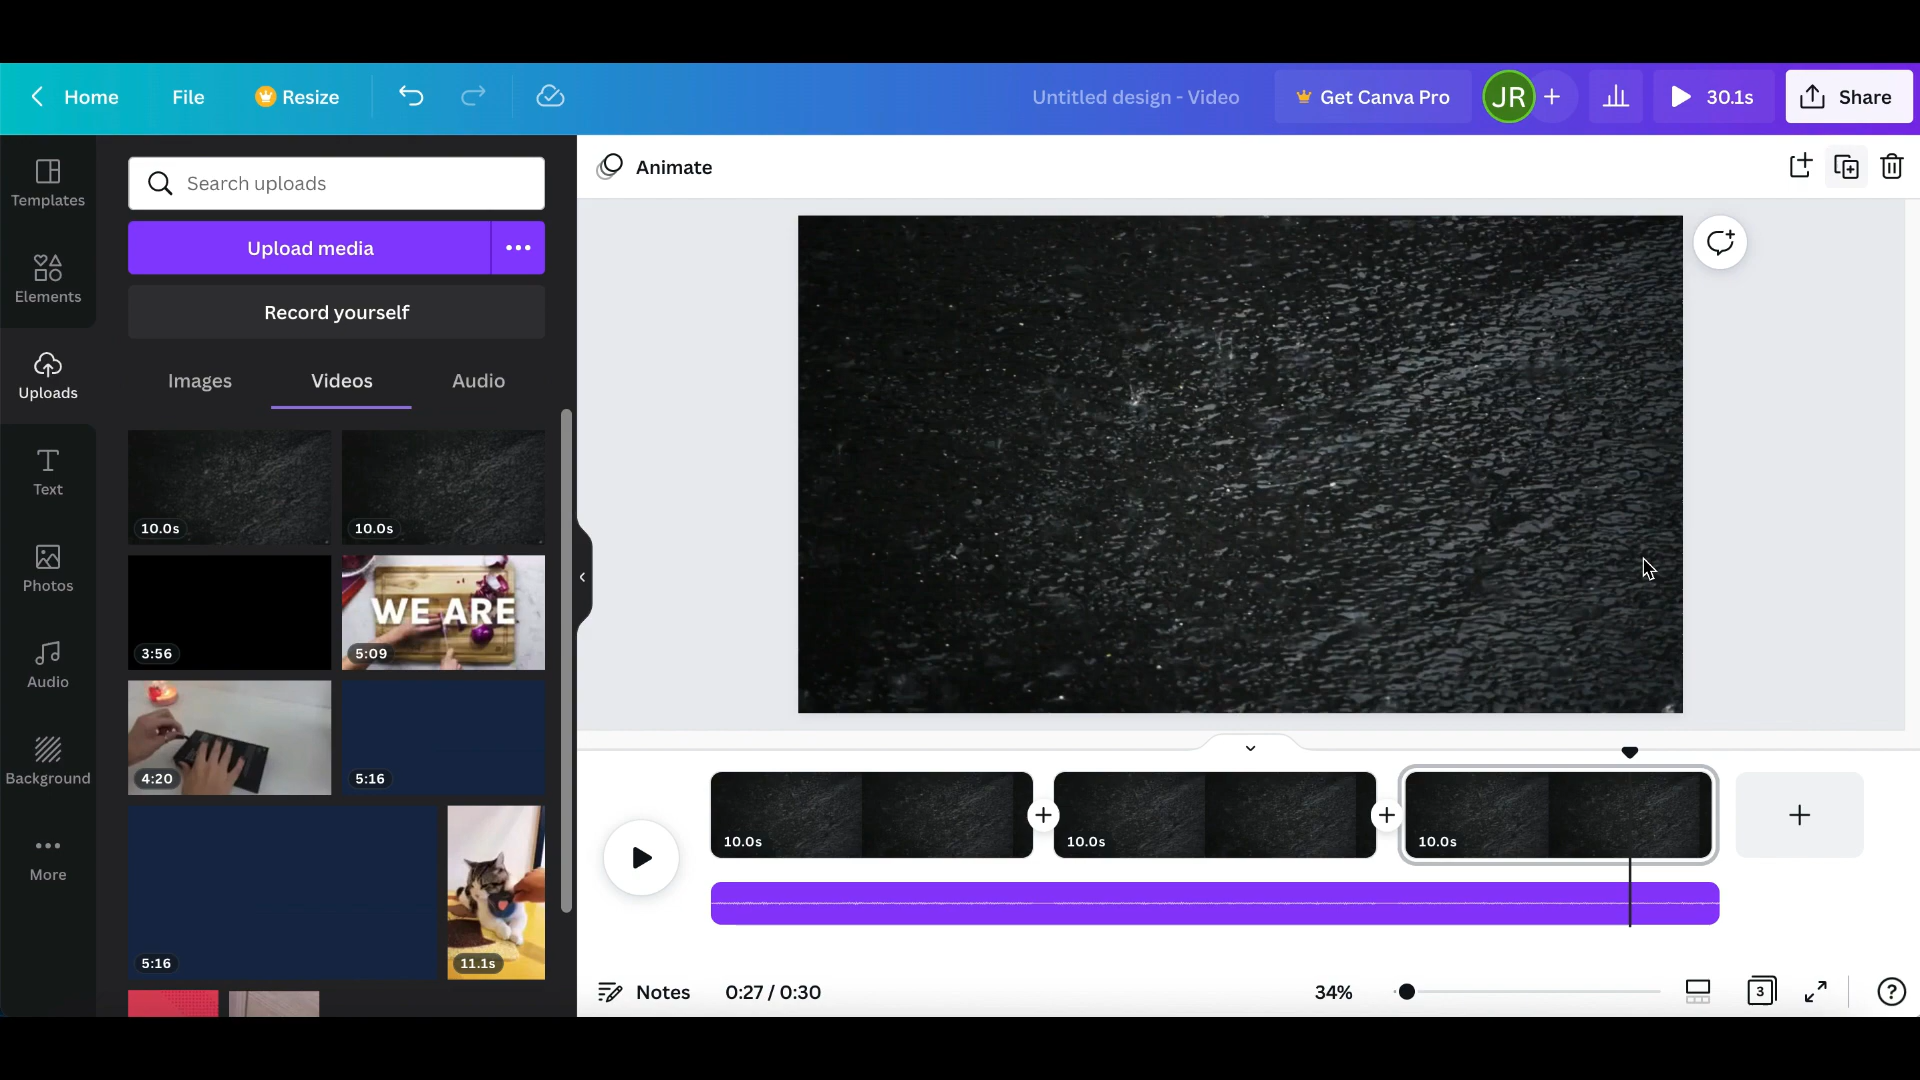 Home File Resize Untitled design - Video Get Canva Pro JR 30.1s Share
Templates
Elements
Uploads
Text
Photos
Audio
Background
More
Search uploads
Upload media
Record yourself
Images Videos Audio
10.0s 10.0s
3:56 WE ARE 5:09
4:20 5:16
5:16 11.1s
Animate
10.0s 10.0s 10.0s
Notes 0:27 / 0:30 34% 3 ?